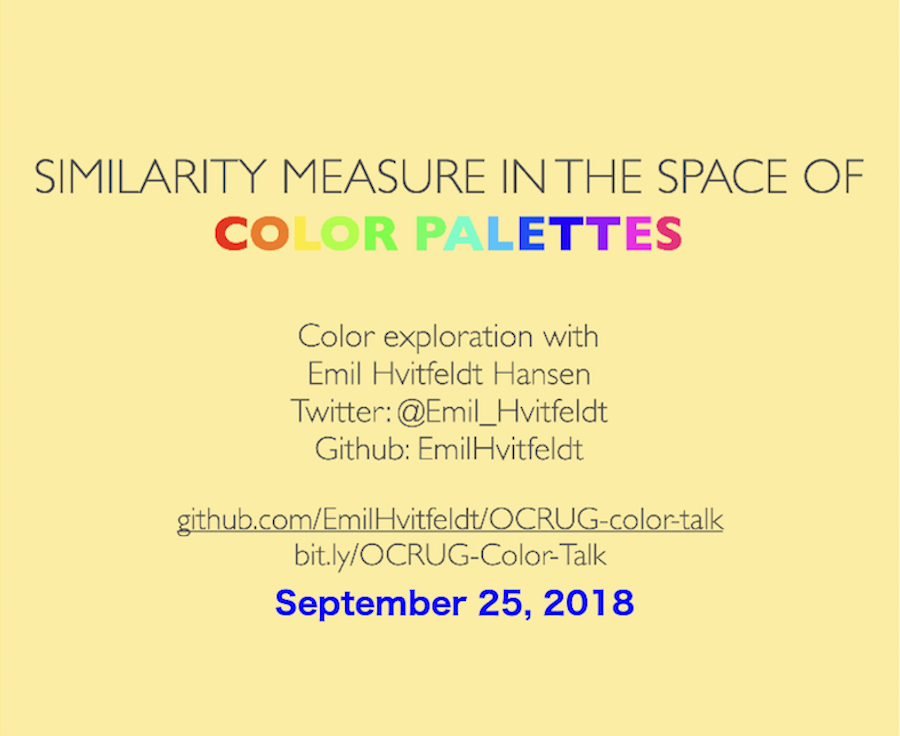 SIMILARITY MEASURE IN THE SPACE OF
COLOR PALETTES
Color exploration with
Emil Hvitfeldt Hansen
Twitter: @Emil_Hvitfeldt
Github: EmilHvitfeldt
github.com/EmilHvitfeldt/OCRUG-color-talk
bit.ly/OCRUG-Color-Talk
September 25, 2018